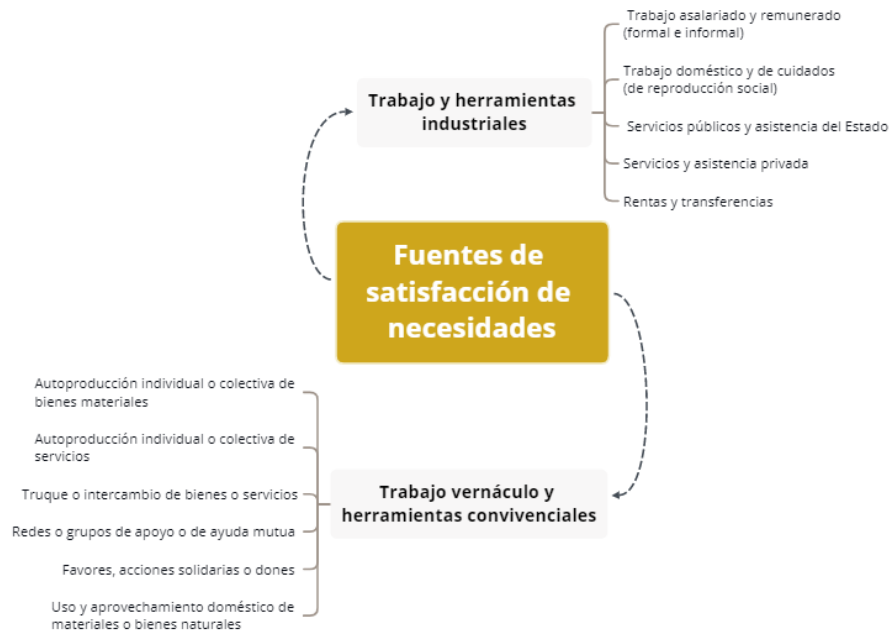 Trabajo asalariado y remunerado
(formal e informal)
Trabajo y herramientas
industriales
Trabajo doméstico y de cuidados
(de reproducción social)
Servicios públicos y asistencia del Estado
Servicios y asistencia privada
Rentas y transferencias
Fuentes de
satisfacción de
necesidades
Autoproducción individual o colectiva de
bienes materiales
Autoproducción individual o colectiva de
servicios
Truque o intercambio de bienes o servicios
Redes o grupos de apoyo o de ayuda mutua
Favores, acciones solidarias o dones
Uso y aprovechamiento doméstico de
materiales o bienes naturales
Trabajo vernáculo y
herramientas convivenciales